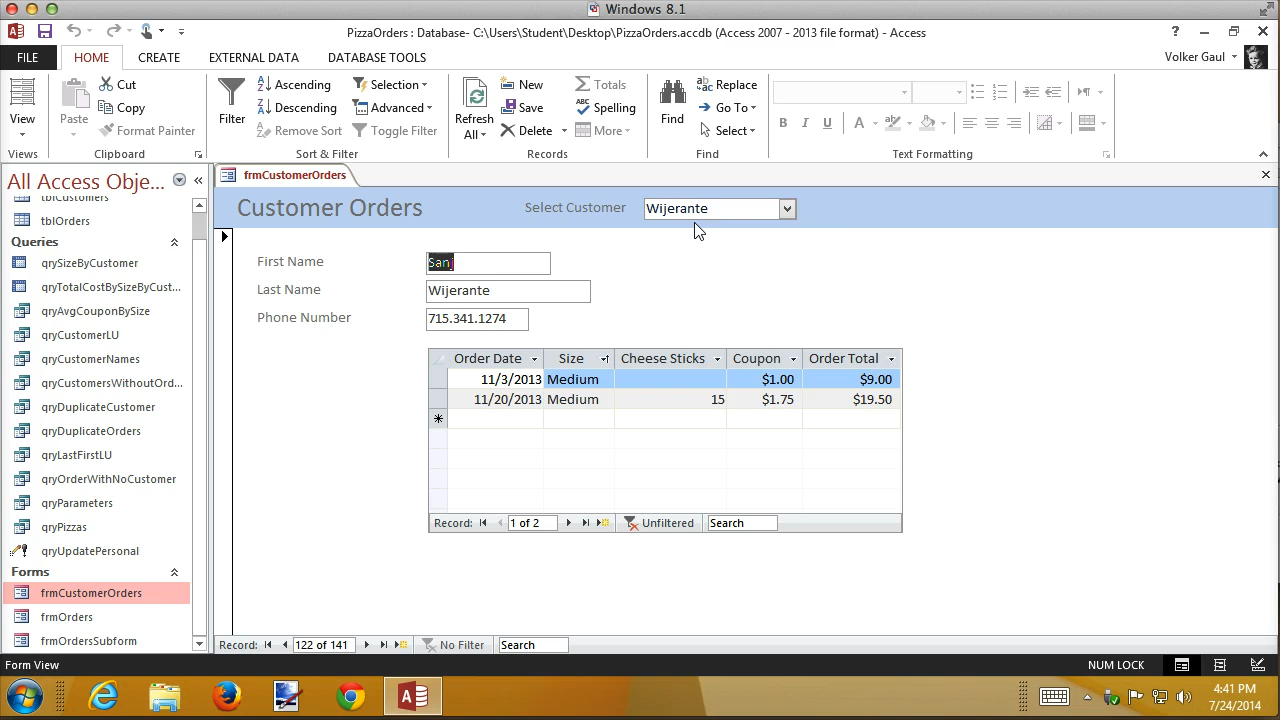 Windows 8.1
PizzaOrders : Database- C:\Users\Student\Desktop\PizzaOrders.accdb (Access 2007 - 2013 file format) - Access
FILE HOME CREATE EXTERNAL DATA DATABASE TOOLS Volker Gaul
View
Views
Paste
Cut
Copy
Format Painter
Clipboard
Filter
Ascending
Descending
Remove Sort
Selection
Advanced
Toggle Filter
Sort & Filter
Refresh
All
New
Save
Delete
Totals
Spelling
More
Records
Find
Replace
Go To
Select
Find
Text Formatting
All Access Obje...
tblCustomers
tblOrders
Queries
qrySizeByCustomer
qryTotalCostBySizeByCust...
qryAvgCouponBySize
qryCustomerLU
qryCustomerNames
qryCustomersWithoutOrd...
qryDuplicateCustomer
qryDuplicateOrders
qryLastFirstLU
qryOrderWithNoCustomer
qryParameters
qryPizzas
qryUpdatePersonal
Forms
frmCustomerOrders
frmOrders
frmOrdersSubform
frmCustomerOrders
Customer Orders Select Customer Wijerante
First Name Sanj
Last Name Wijerante
Phone Number 715.341.1274
Order Date Size Cheese Sticks Coupon Order Total
11/3/2013 Medium $1.00 $9.00
11/20/2013 Medium 15 $1.75 $19.50
Record: 1 of 2 Unfiltered Search
Record: 122 of 141 No Filter Search
Form View NUM LOCK
4:41 PM
7/24/2014